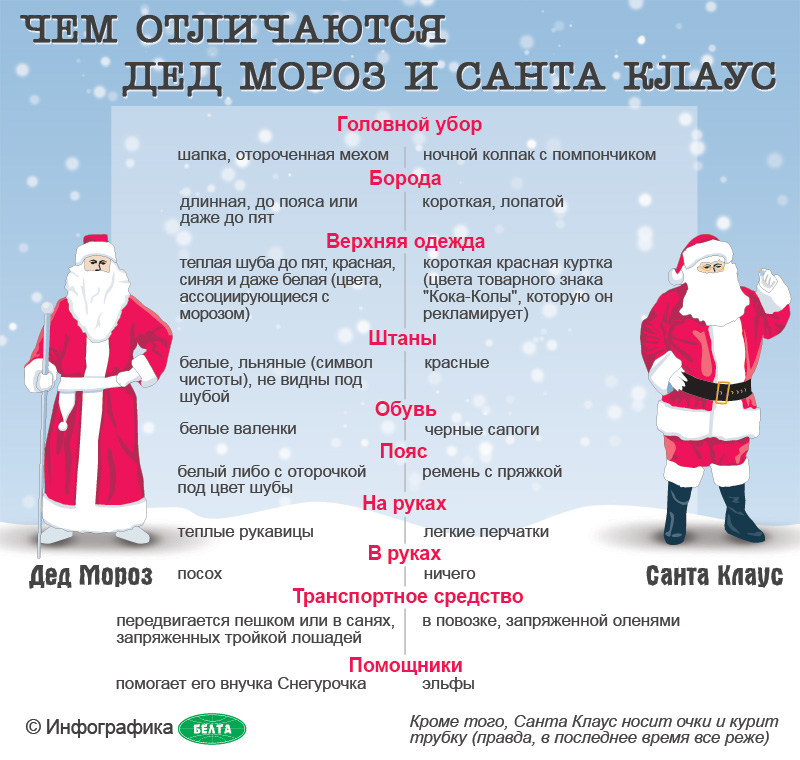 ЧЕМ ОТЛИЧАЮТСЯ
ДЕД МОРОЗ И САНТА КЛАУС
Головной убор
шапка, отороченная мехом
ночной колпак с помпончиком
Борода
длинная, до пояса или
даже до пят
короткая, лопатой
Верхняя одежда
теплая шуба до пят, красная,
синяя и даже белая (цвета,
ассоциирующиеся с
морозом)
короткая красная куртка
(цвета товарного знака
"Кока-Колы", которую он
рекламирует)
Штаны
белые, льняные (символ
чистоты), не видны под
шубой
красные
Обувь
белые валенки
черные сапоги
Пояс
белый либо с оторочкой
под цвет шубы
ремень с пряжкой
На руках
теплые рукавицы
легкие перчатки
В руках
посох
ничего
Дед Мороз
Санта Клаус
Транспортное средство
передвигается пешком или в санях,
запряженных тройкой лошадей
в повозке, запряженной оленями
Помощники
помогает его внучка Снегурочка
эльфы
© Инфографика БЕЛТА
Кроме того, Санта Клаус носит очки и курит
трубку (правда, в последнее время все реже)